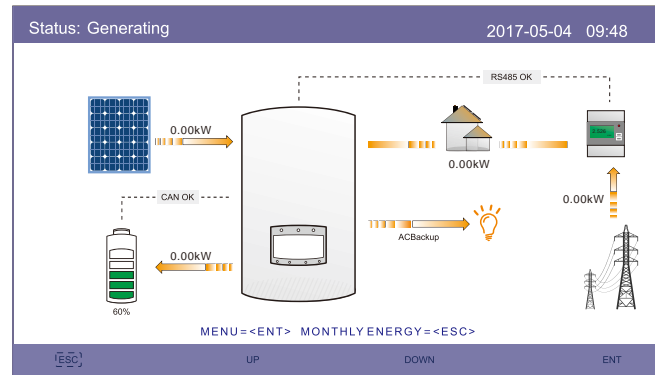 Status: Generating
2017-05-04 09:48
RS485 OK
0.00kW
0.00kW
CAN OK
0.00kW
0.00kW
ACBackup
60%
MENU=<ENT> MONTHLY ENERGY=<ESC>
ESC UP DOWN ENT